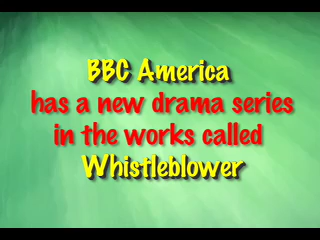 BBC America
has a new drama series
in the works called
Whistleblower